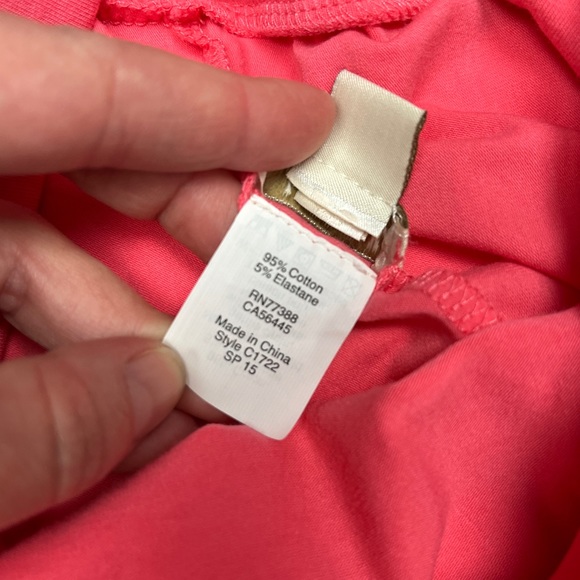 95% Cotton
5% Elastane
RN77388
CA56445
Made in China
Style C1722
SP 15